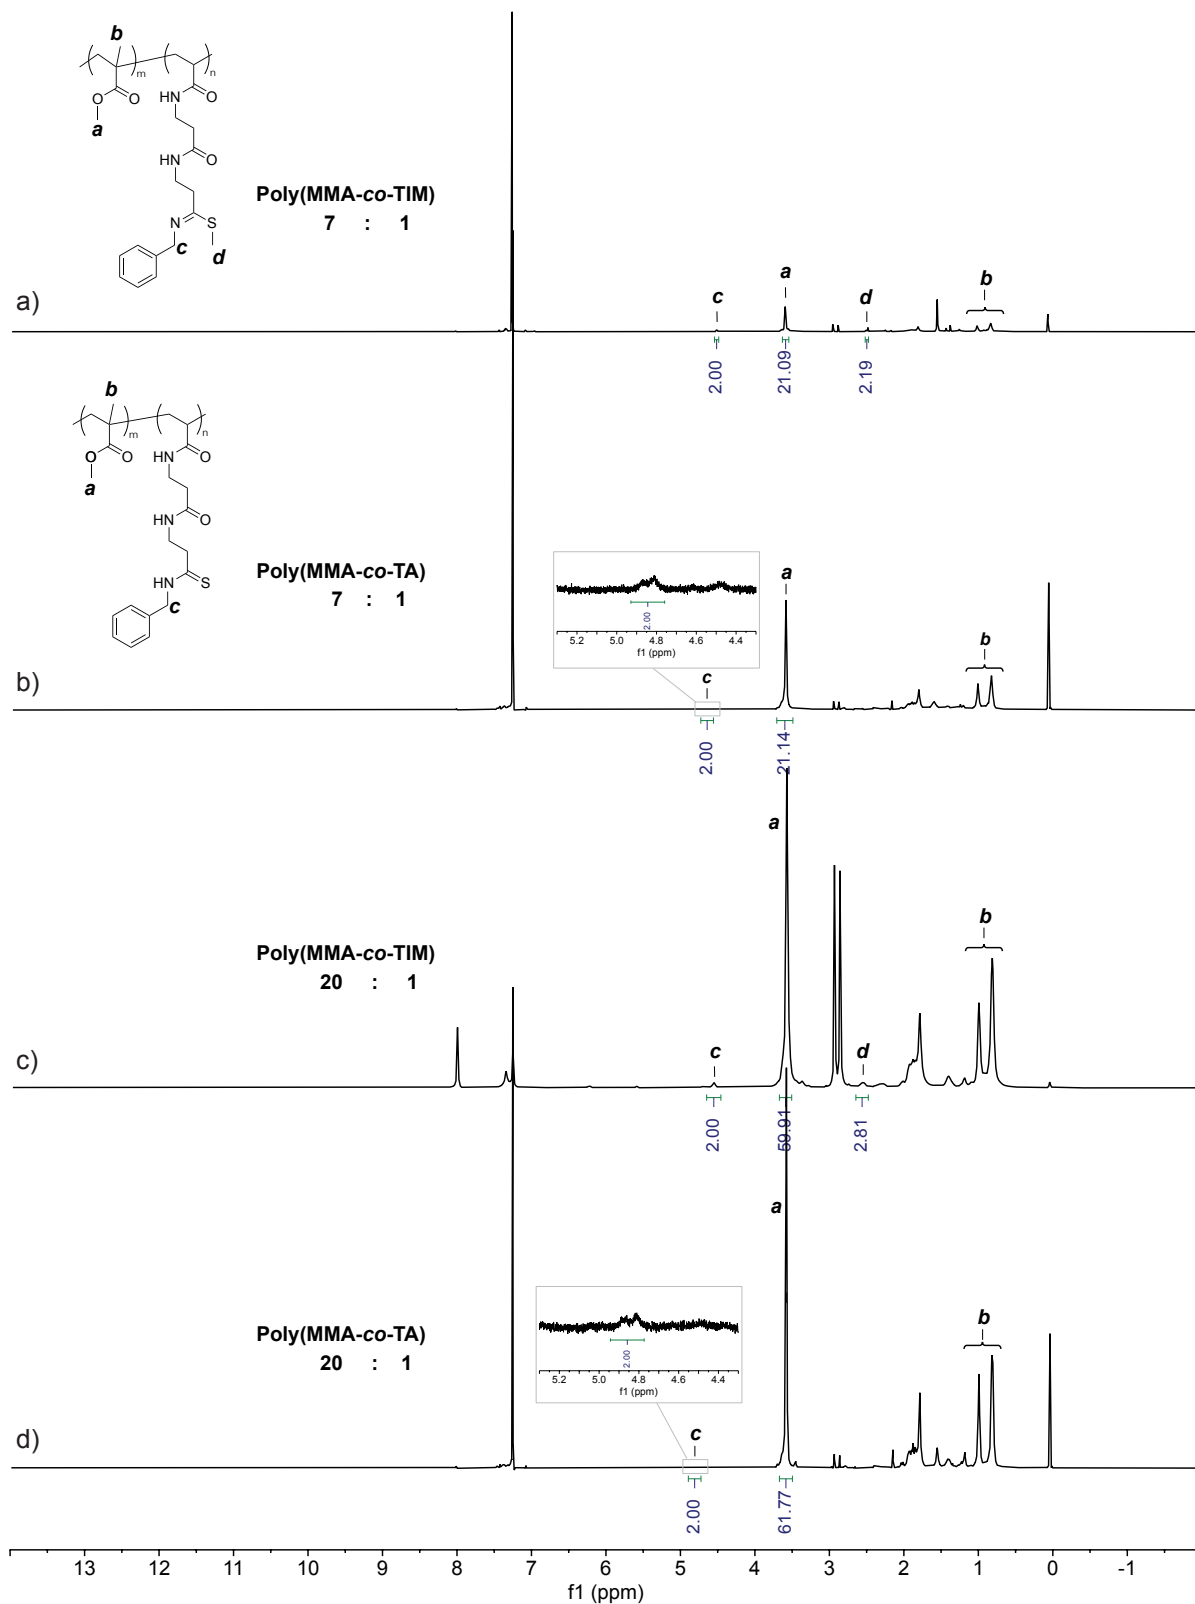 b
m
n
O
O
HN
O
a
HN
O
N
S
c
d
Poly(MMA-co-TIM)
7 : 1
a)
c
a
d
b
2.00
21.09
2.19
b
m
n
O
O
HN
O
a
HN
O
HN
S
c
Poly(MMA-co-TA)
7 : 1
b)
2.00
5.2 5.0 4.8 4.6 4.4
f1 (ppm)
c
a
b
2.00
21.14
Poly(MMA-co-TIM)
20 : 1
c)
c
a
d
b
2.00
59.91
2.81
Poly(MMA-co-TA)
20 : 1
d)
2.00
5.2 5.0 4.8 4.6 4.4
f1 (ppm)
c
a
b
2.00
61.77
13 12 11 10 9 8 7 6 5 4 3 2 1 0 -1
f1 (ppm)